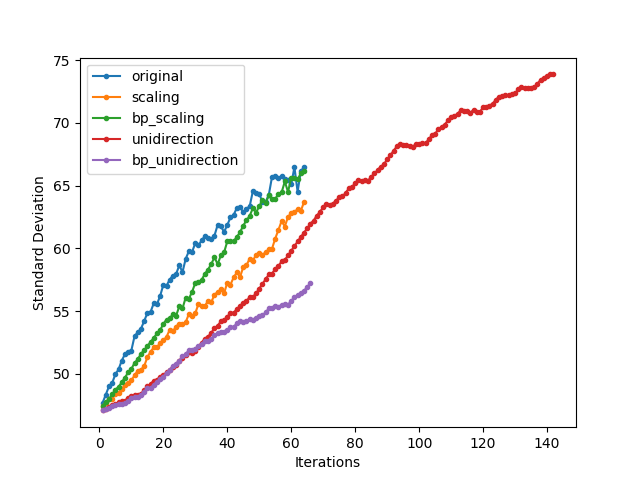 75
70
65
60
55
50
Standard Deviation
original
scaling
bp_scaling
unidirection
bp_unidirection
0 20 40 60 80 100 120 140
Iterations